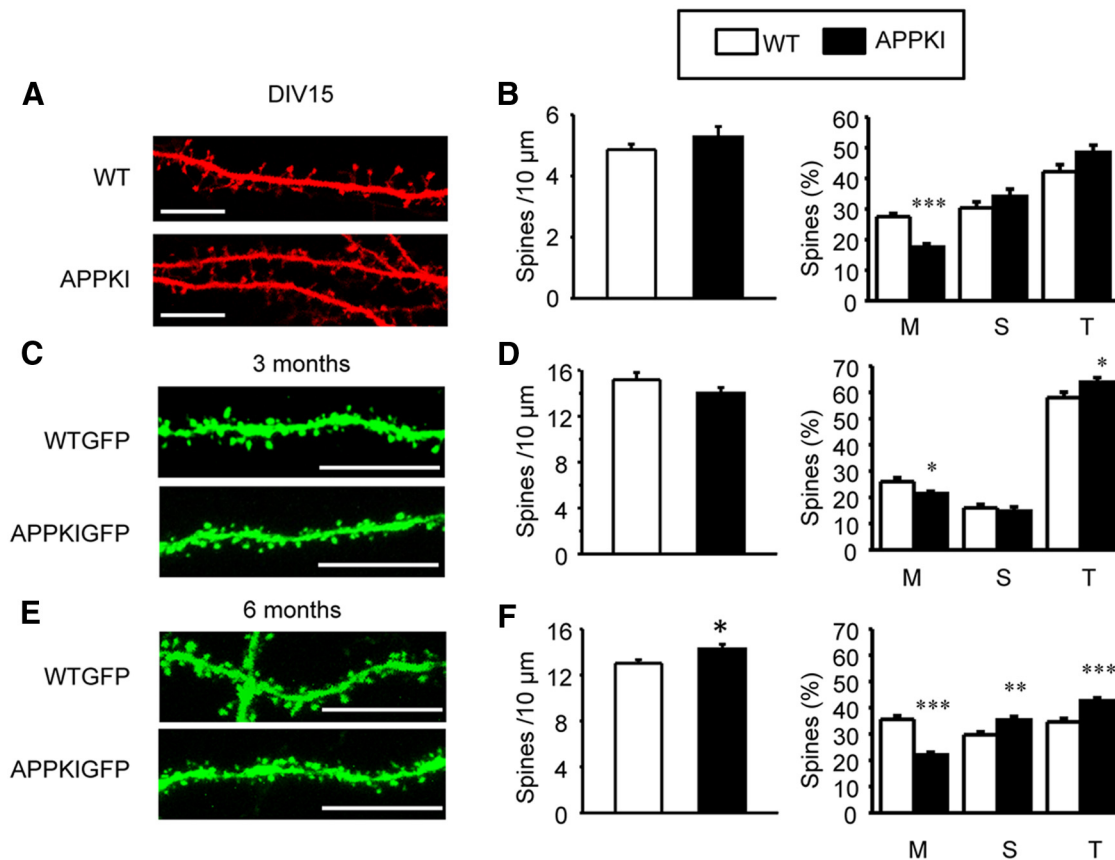 WT APPKI
A
DIV15
WT
APPKI
B
Spines /10 µm
6
4
2
0
Spines (%)
60
50
40
30
20
10
0
***
M S T
C
3 months
WTGFP
APPKIGFP
D
Spines /10 µm
16
12
8
4
0
Spines (%)
70
60
50
40
30
20
10
0
*
*
M S T
E
6 months
WTGFP
APPKIGFP
F
Spines /10 µm
16
12
8
4
0
*
Spines (%)
70
60
50
40
30
20
10
0
*** ** ***
M S T